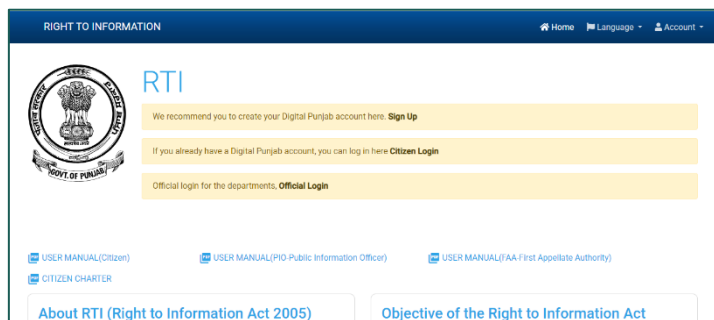 RIGHT TO INFORMATION
Home Language Account
RTI
We recommend you to create your Digital Punjab account here. Sign Up
If you already have a Digital Punjab account, you can log in here Citizen Login
Official login for the departments, Official Login
GOVT. OF PUNJAB
USER MANUAL(Citizen) USER MANUAL(PIO-Public Information Officer) USER MANUAL(FAA-First Appellate Authority)
CITIZEN CHARTER
About RTI (Right to Information Act 2005) Objective of the Right to Information Act